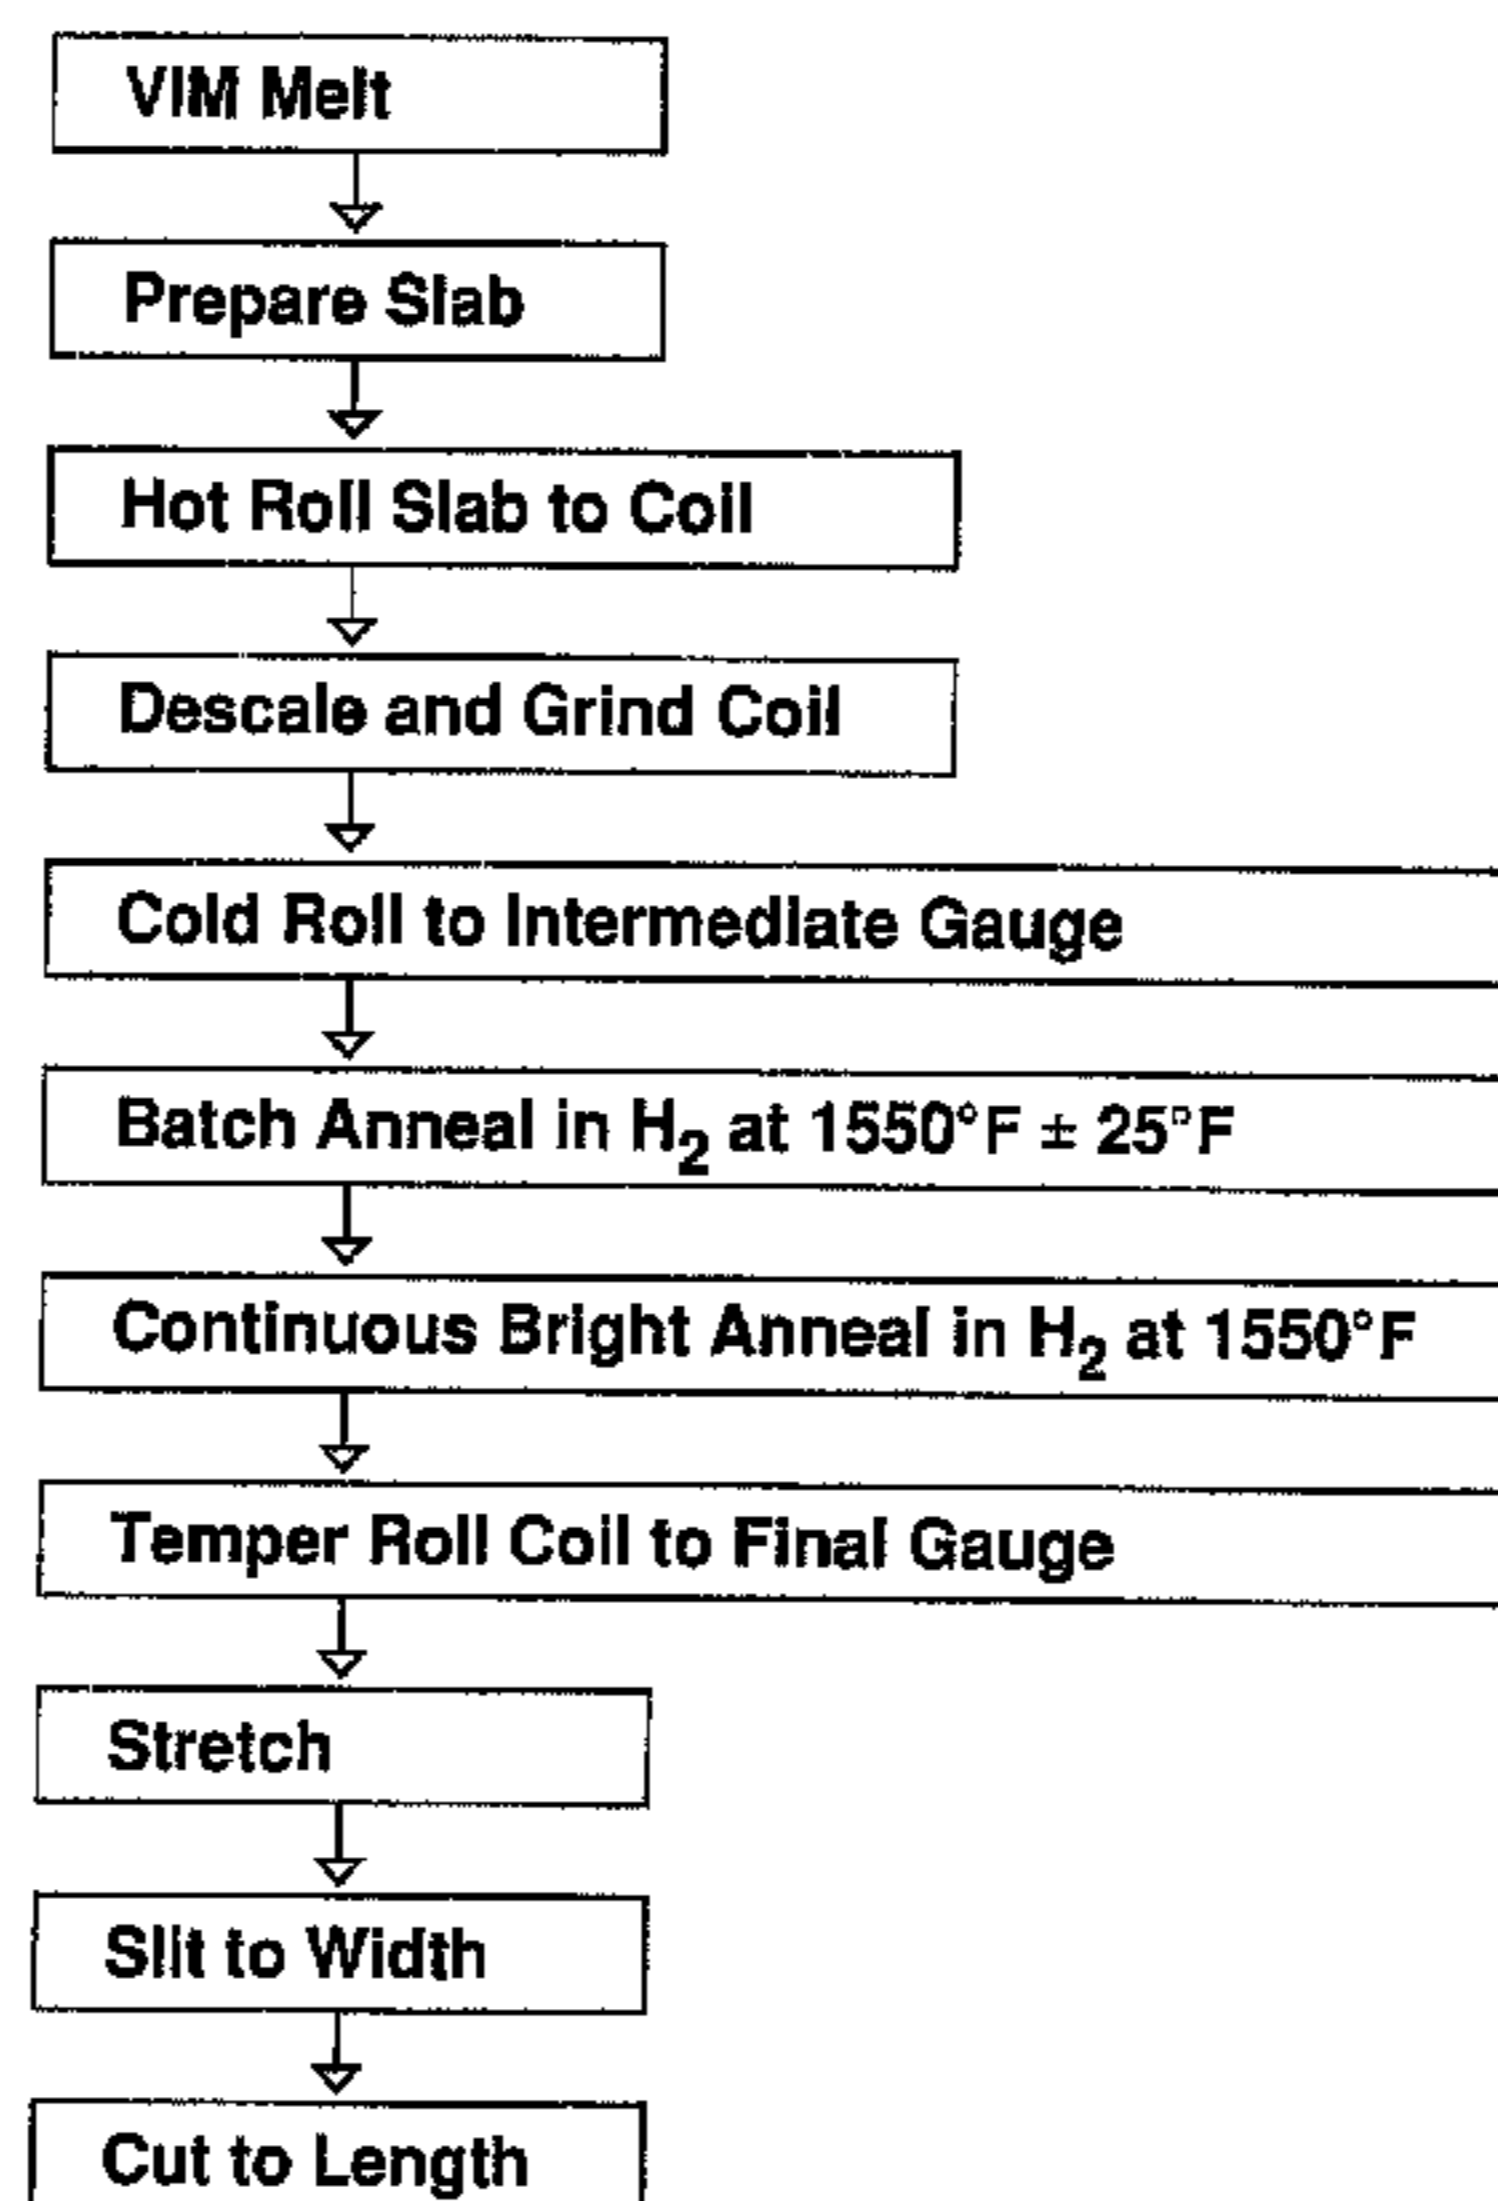 VIM Melt
Prepare Slab
Hot Roll Slab to Coil
Descale and Grind Coil
Cold Roll to Intermediate Gauge
Batch Anneal in H₂ at 1550°F ± 25°F
Continuous Bright Anneal in H₂ at 1550°F
Temper Roll Coil to Final Gauge
Stretch
Slit to Width
Cut to Length